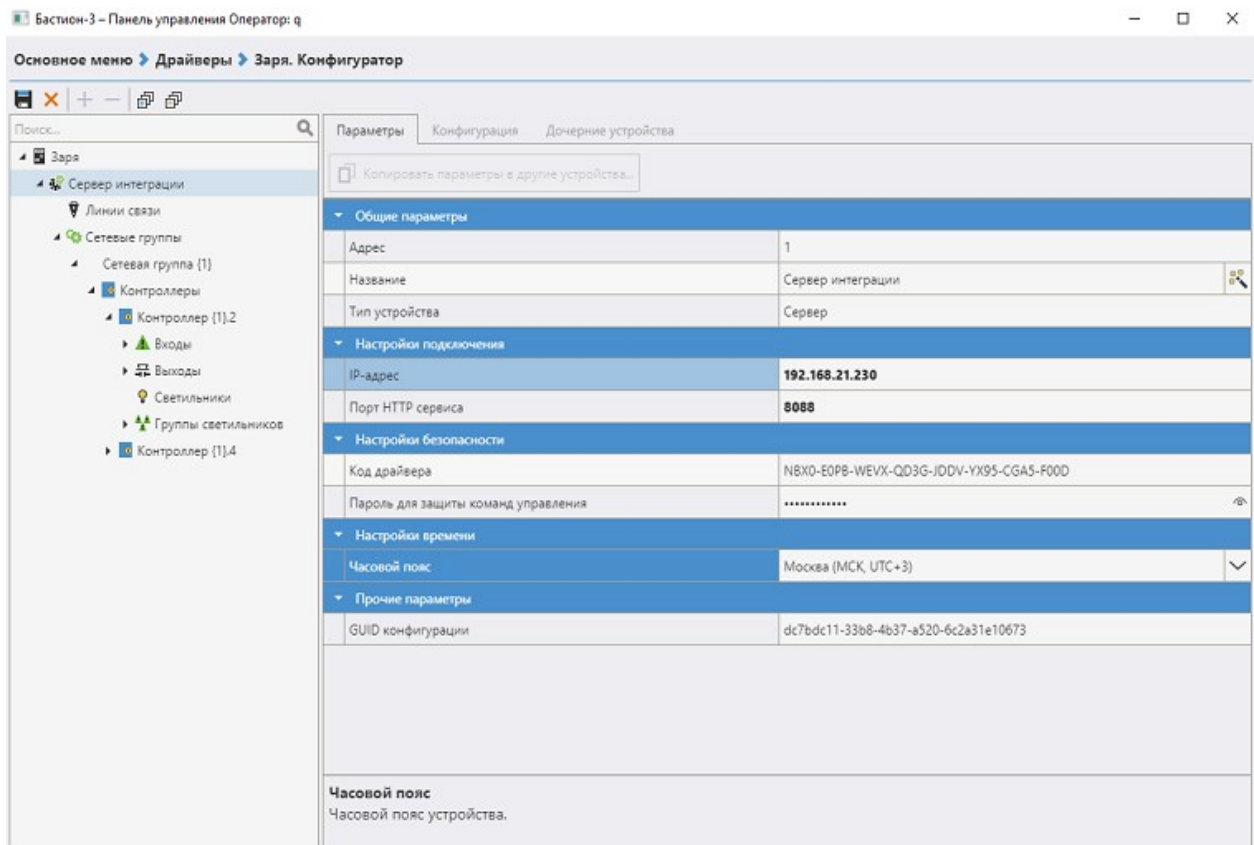 Бастион-3 – Панель управления Оператор: q
Основное меню Драйверы Заря. Конфигуратор
Поиск...
Заря
Сервер интеграции
Линии связи
Сетевые группы
Сетевая группа {1}
Контроллеры
Контроллер {1}.2
Входы
Выходы
Светильники
Группы светильников
Контроллер {1}.4
Параметры Конфигурация Дочерние устройства
Копировать параметры в другие устройства...
Общие параметры
Адрес 1
Название Сервер интеграции
Тип устройства Сервер
Настройки подключения
IP-адрес 192.168.21.230
Порт HTTP сервиса 8088
Настройки безопасности
Код драйвера N8X0-E0PB-WEVX-QD3G-JDDV-YX95-CGA5-F00D
Пароль для защиты команд управления ••••••••••••
Настройки времени
Часовой пояс Москва (МСК, UTC+3)
Прочие параметры
GUID конфигурации dc7bdc11-33b8-4b37-a520-6c2a31e10673
Часовой пояс
Часовой пояс устройства.